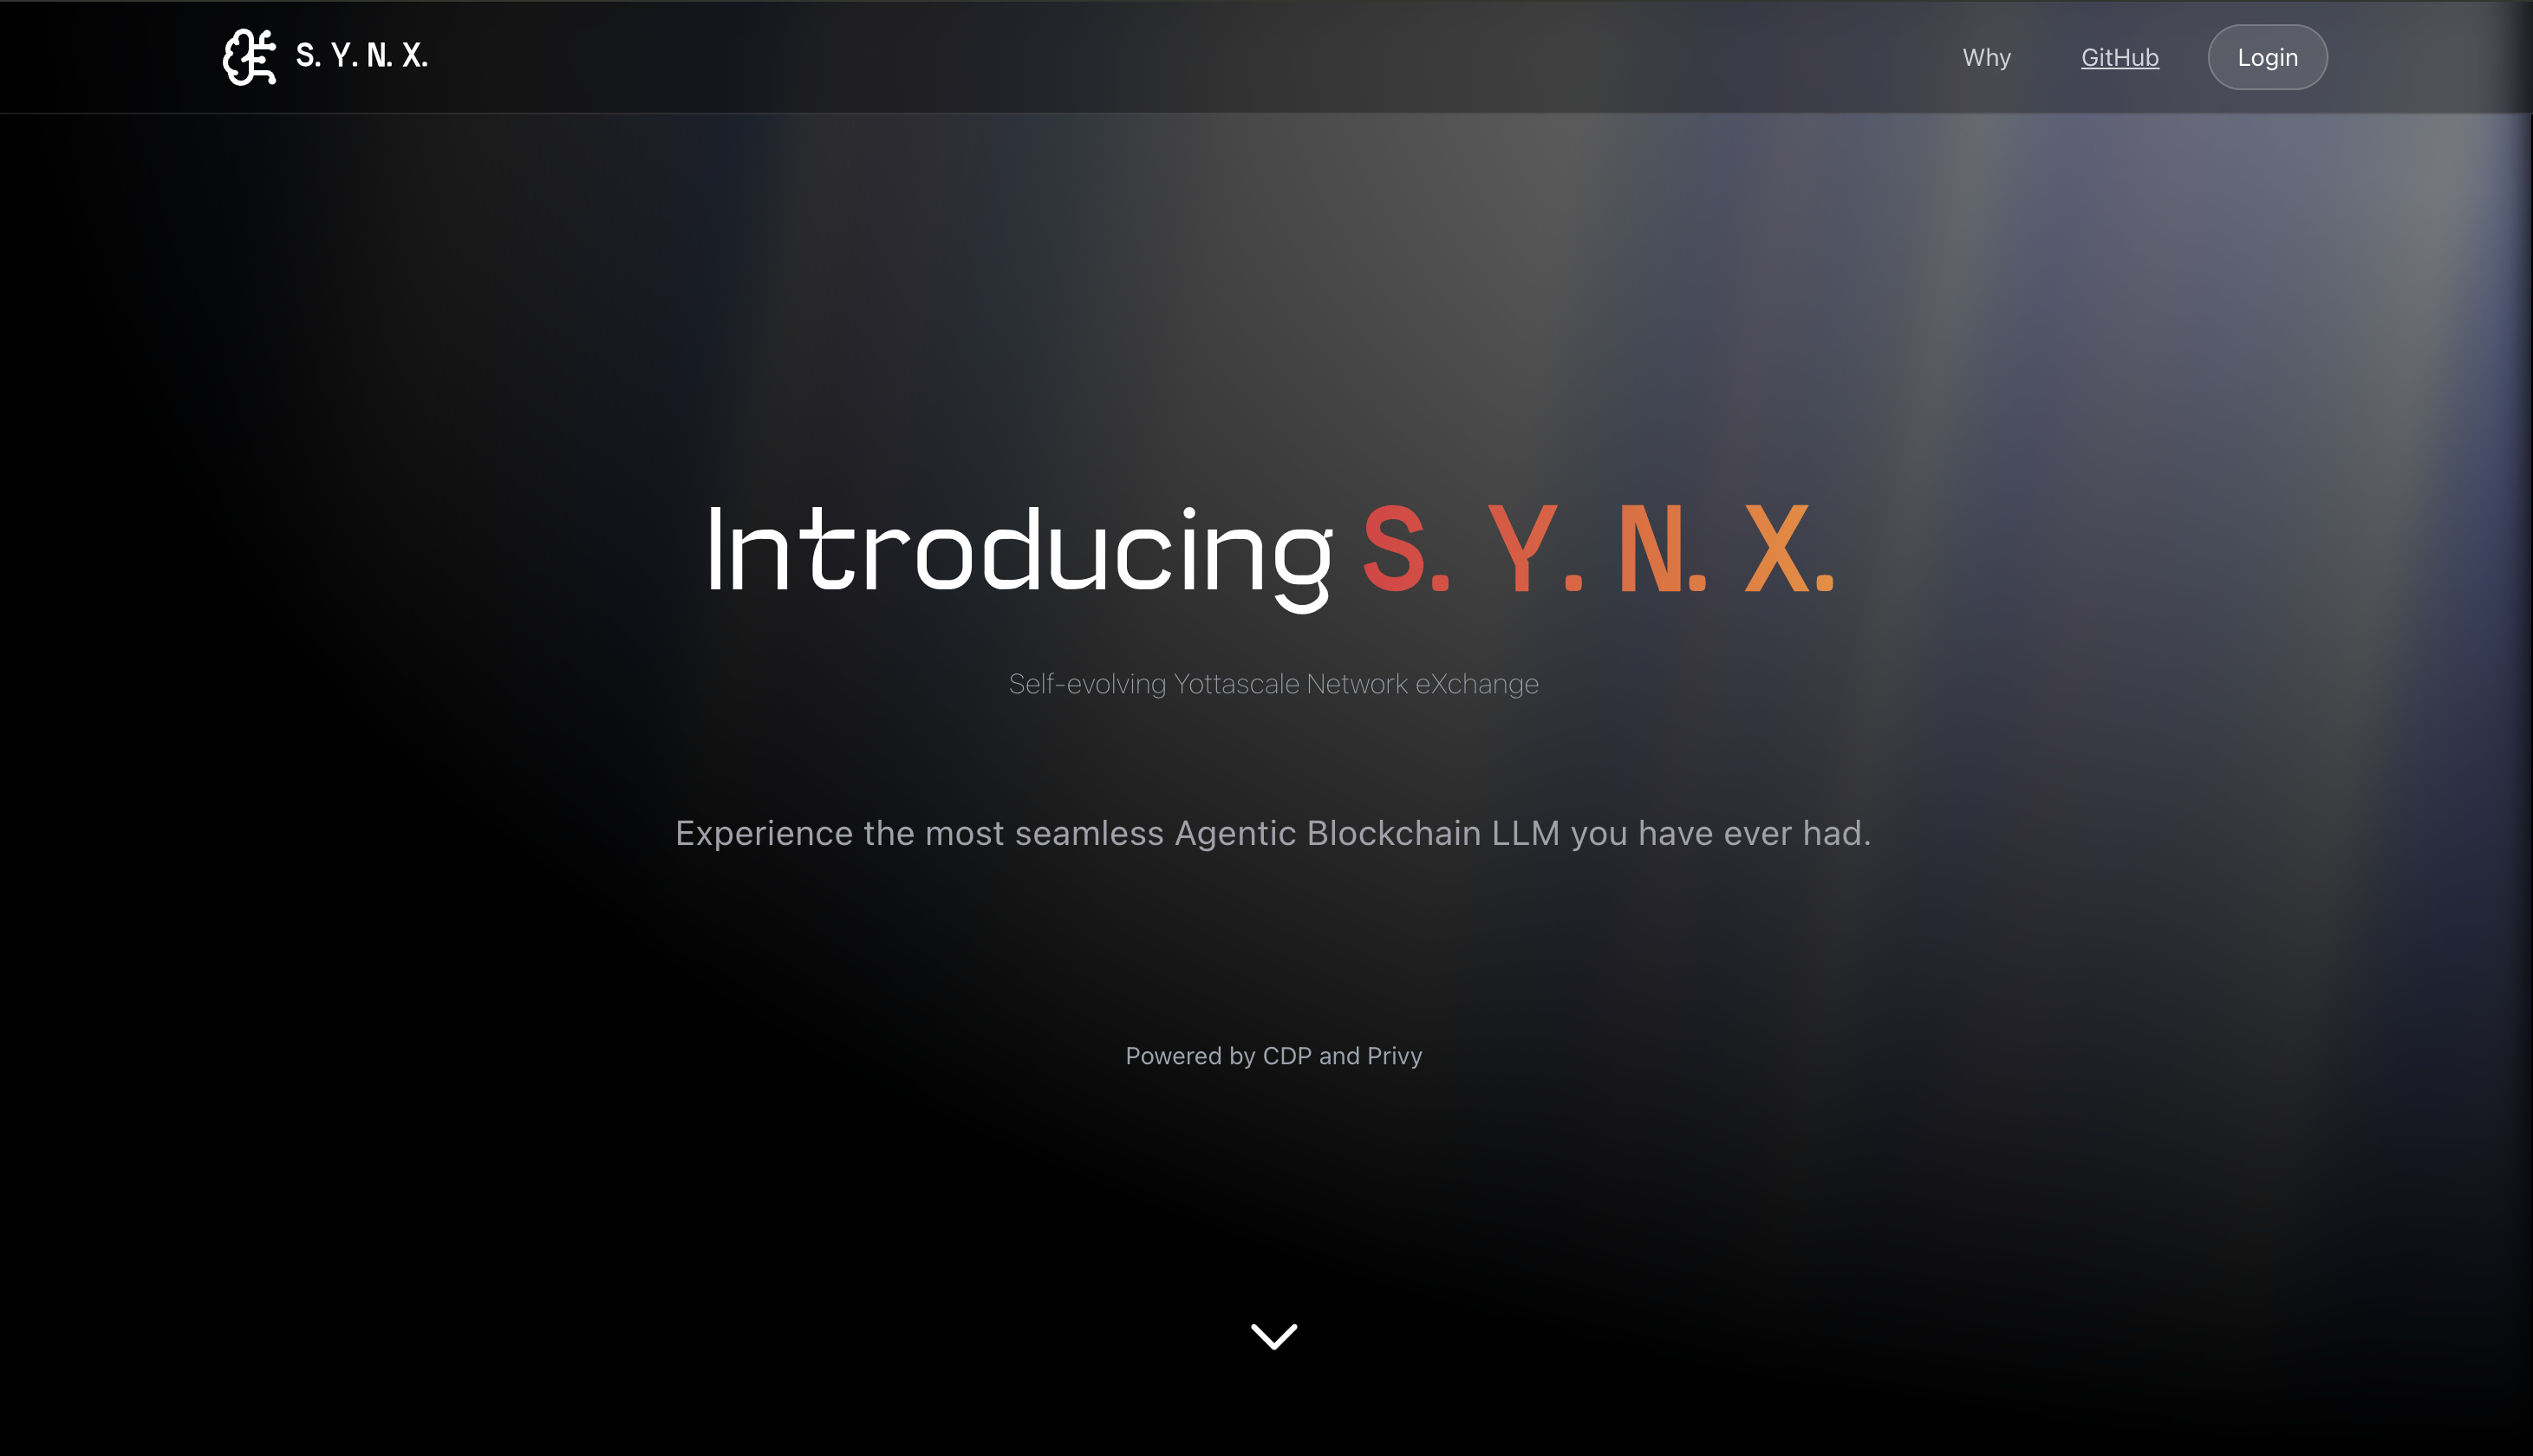 S. Y. N. X.
Why
GitHub
Login
Introducing S. Y. N. X.
Self-evolving Yottascale Network eXchange
Experience the most seamless Agentic Blockchain LLM you have ever had.
Powered by CDP and Privy